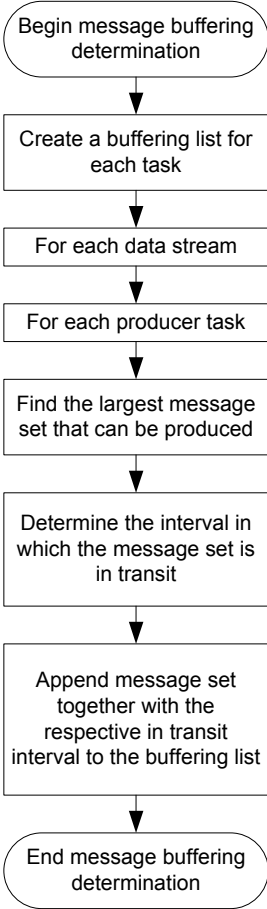 Begin message buffering
determination
Create a buffering list for
each task
For each data stream
For each producer task
Find the largest message
set that can be produced
Determine the interval in
which the message set is
in transit
Append message set
together with the
respective in transit
interval to the buffering list
End message buffering
determination